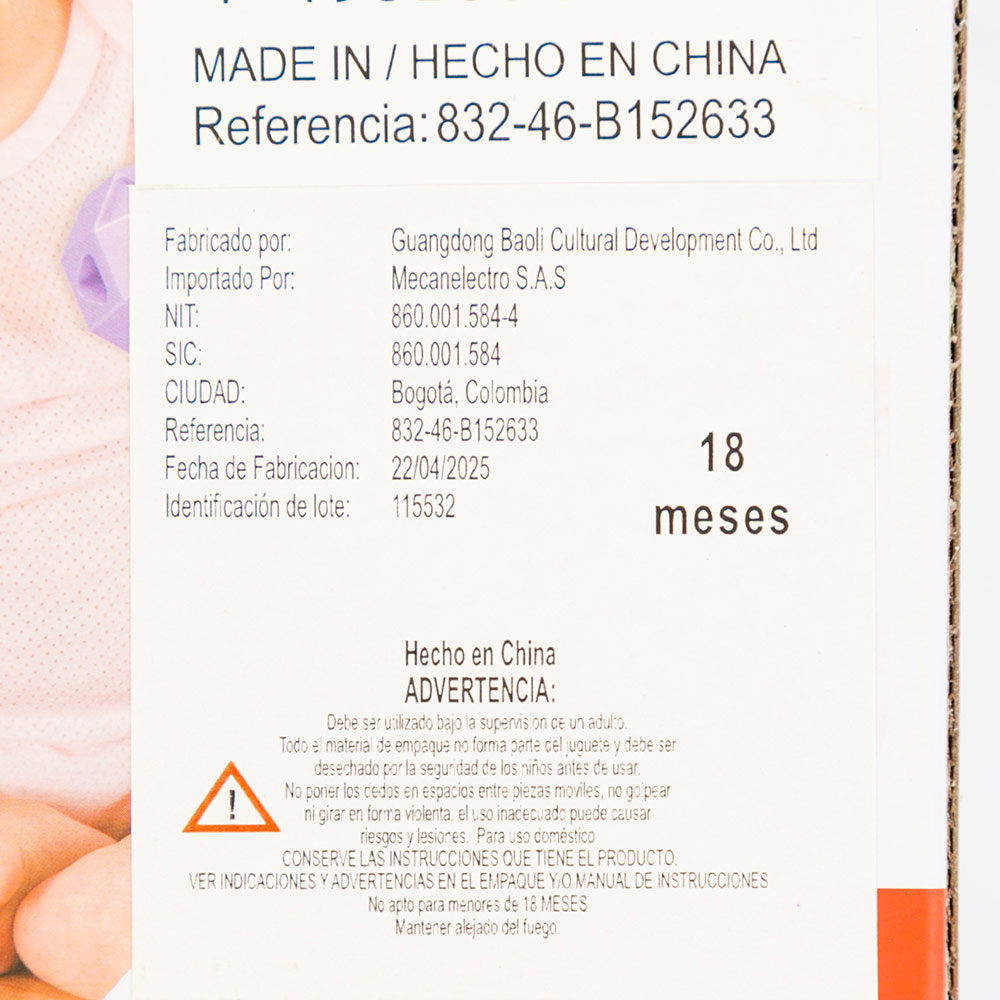 MADE IN / HECHO EN CHINA
Referencia: 832-46-B152633
Fabricado por: Guangdong Baoli Cultural Development Co., Ltd
Importado Por: Mecanelectro S.A.S
NIT: 860.001.584-4
SIC: 860.001.584
CIUDAD: Bogotá, Colombia
Referencia: 832-46-B152633
Fecha de Fabricacion: 22/04/2025
Identificación de lote: 115532
18
meses
Hecho en China
ADVERTENCIA:
Debe ser utilizado bajo la supervision de un adulto.
Todo el material de empaque no forma parte del juguete y debe ser
desechado por la seguridad de los niños antes de usar.
No poner los dedos en espacios entre piezas moviles, no golpear
ni girar en forma violenta, el uso inadecuado puede causar
riesgos y lesiones. Para uso doméstico
CONSERVE LAS INSTRUCCIONES QUE TIENE EL PRODUCTO.
VER INDICACIONES Y ADVERTENCIAS EN EL EMPAQUE Y/O MANUAL DE INSTRUCCIONES
No apto para menores de 18 MESES
Mantener alejado del fuego.